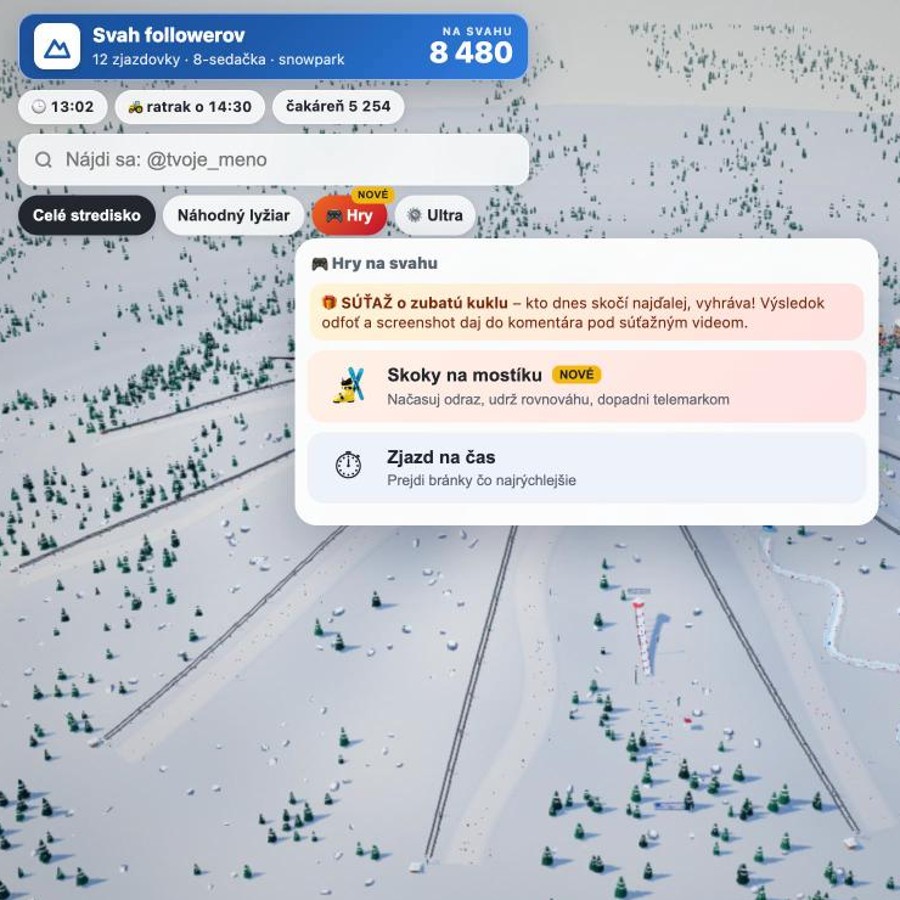 Svah followerov
12 zjazdovky · 8-sedačka · snowpark
NA SVAHU
8 480
13:02
ratrak o 14:30
čakáreň 5 254
Nájdi sa: @tvoje_meno
NOVÉ
Celé stredisko
Náhodný lyžiar
Hry
Ultra
Hry na svahu
SÚŤAŽ o zubatú kuklu – kto dnes skočí najďalej, vyhráva! Výsledok
odfoť a screenshot daj do komentára pod súťažným videom.
Skoky na mostíku NOVÉ
Načasuj odraz, udrž rovnováhu, dopadni telemarkom
Zjazd na čas
Prejdi bránky čo najrýchlejšie